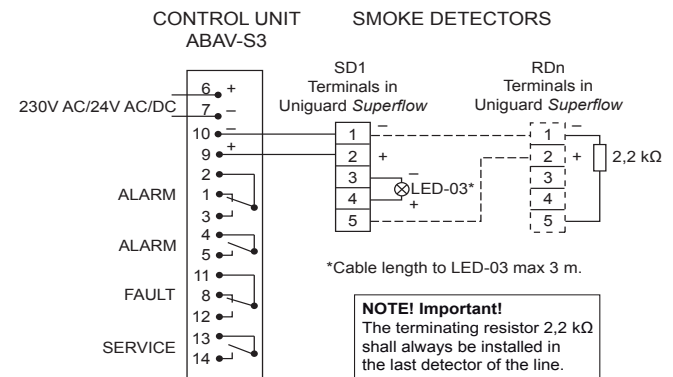 CONTROL UNIT
ABAV-S3
SMOKE DETECTORS
SD1
Terminals in
Uniguard Superflow
RDn
Terminals in
Uniguard Superflow
230V AC/24V AC/DC
6 +
7 –
10 –
9 +
2
ALARM
1
3
ALARM
4
5
11
FAULT
8
12
SERVICE
13
14
–
1
2 +
3 –
4 +
5
LED-03*
–
1
2 +
3
4
5
2,2 kΩ
*Cable length to LED-03 max 3 m.
NOTE! Important!
The terminating resistor 2,2 kΩ
shall always be installed in
the last detector of the line.